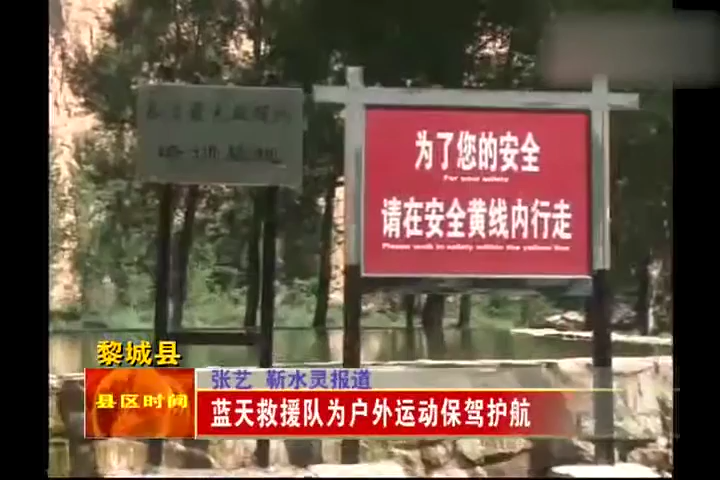 为了您的安全
For your safety
请在安全黄线内行走
Please walk in safety within the yellow line
黎城县
县区时间
张艺 靳水灵报道
蓝天救援队为户外运动保驾护航